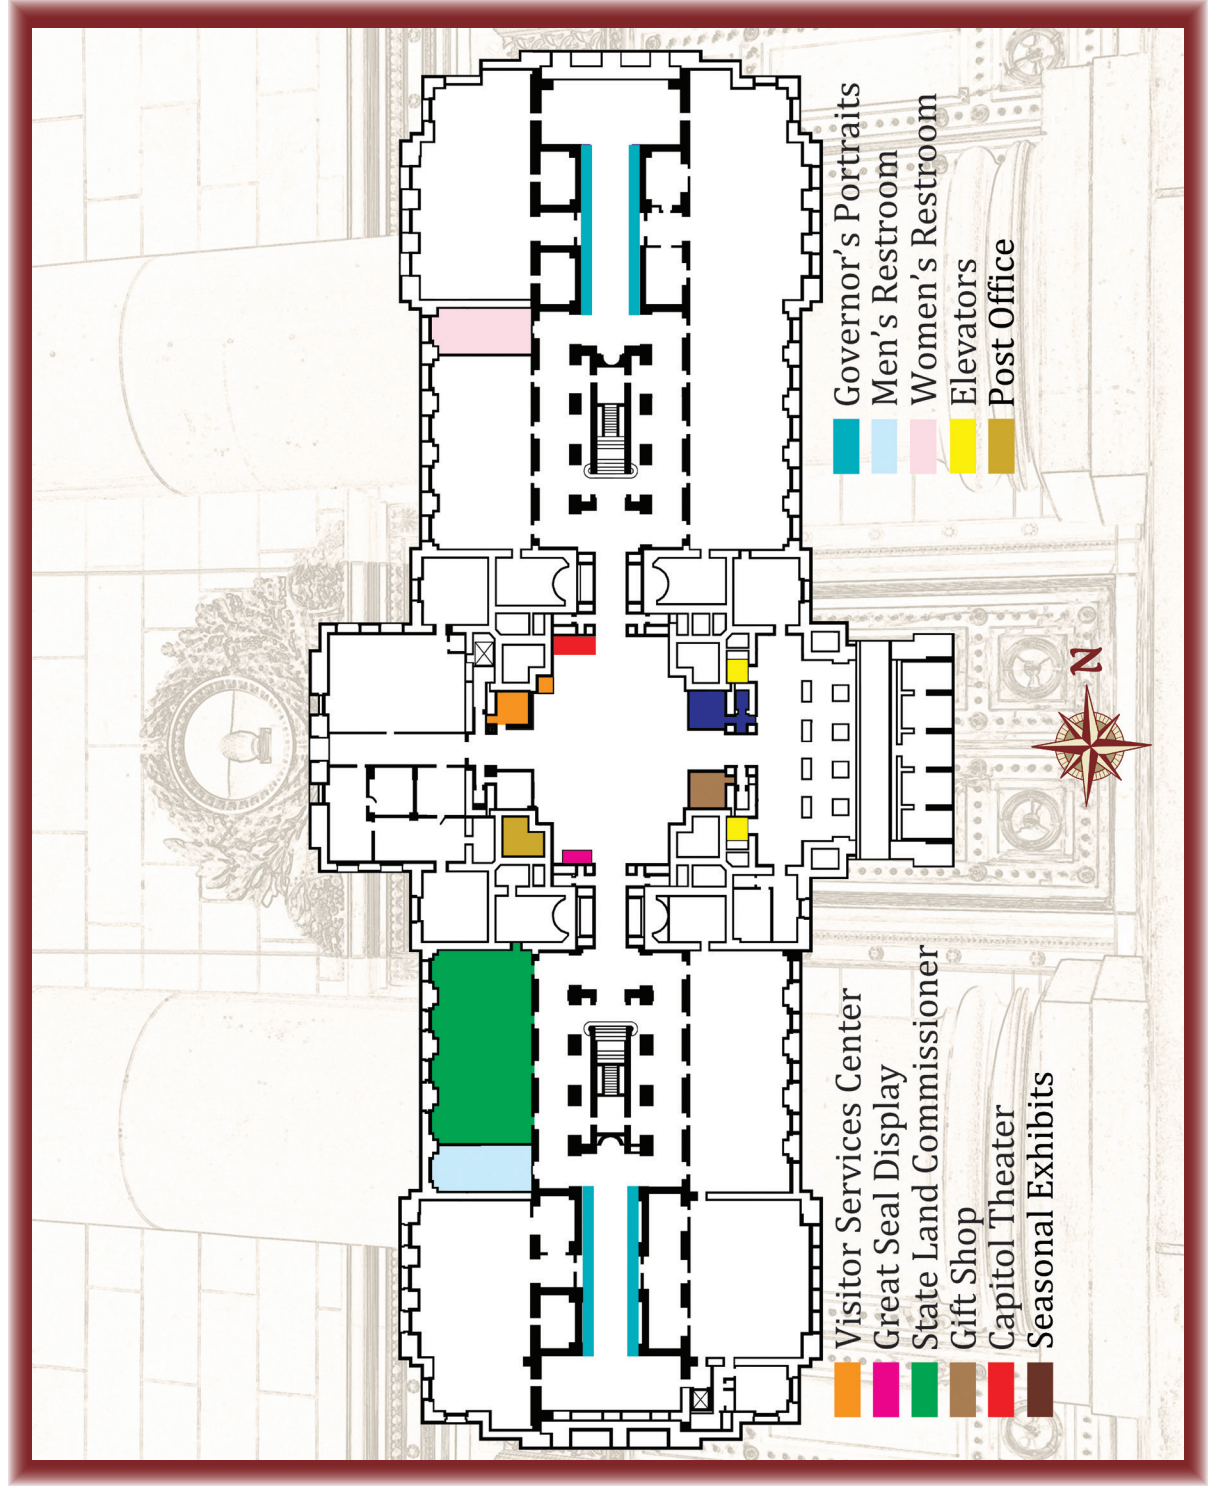 Visitor Services Center
Great Seal Display
State Land Commissioner
Gift Shop
Capitol Theater
Seasonal Exhibits
Governor's Portraits
Men's Restroom
Women's Restroom
Elevators
Post Office
N